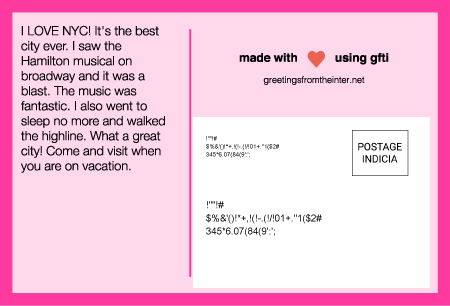 I LOVE NYC! It's the best
city ever. I saw the
Hamilton musical on
broadway and it was a
blast. The music was
fantastic. I also went to
sleep no more and walked
the highline. What a great
city! Come and visit when
you are on vacation.
made with using gfti
greetingsfromtheinter.net
!"'"!#
$%&'()!*+,!(!-.(!/!01+."1($2#
345*6.07(84(9':';
POSTAGE
INDICIA
!"'"!#
$%&'()!*+,!(!-.(!/!01+."1($2#
345*6.07(84(9':';